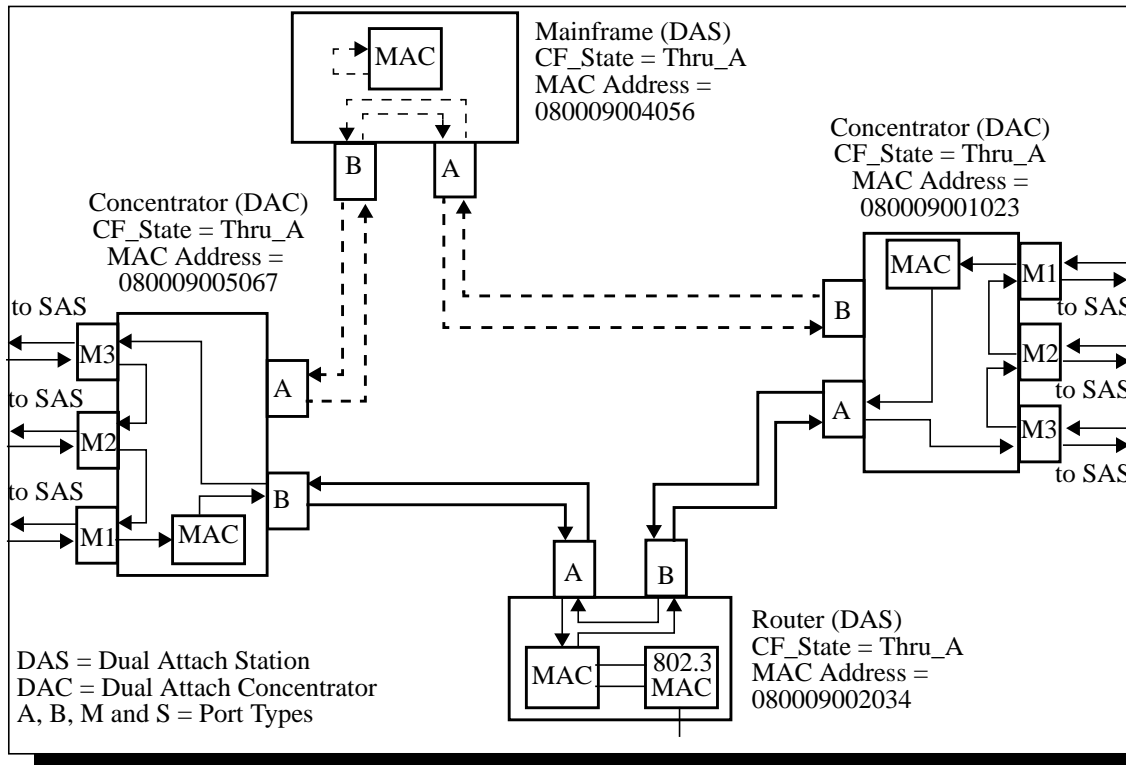 Mainframe (DAS)
CF_State = Thru_A
MAC Address =
080009004056
MAC
B
A
Concentrator (DAC)
CF_State = Thru_A
MAC Address =
080009001023
Concentrator (DAC)
CF_State = Thru_A
MAC Address =
080009005067
MAC
M1
to SAS
B
M2
to SAS
A
M3
to SAS
to SAS
M3
A
to SAS
M2
to SAS
B
M1
MAC
A
B
Router (DAS)
CF_State = Thru_A
MAC Address =
080009002034
MAC
802.3
MAC
DAS = Dual Attach Station
DAC = Dual Attach Concentrator
A, B, M and S = Port Types